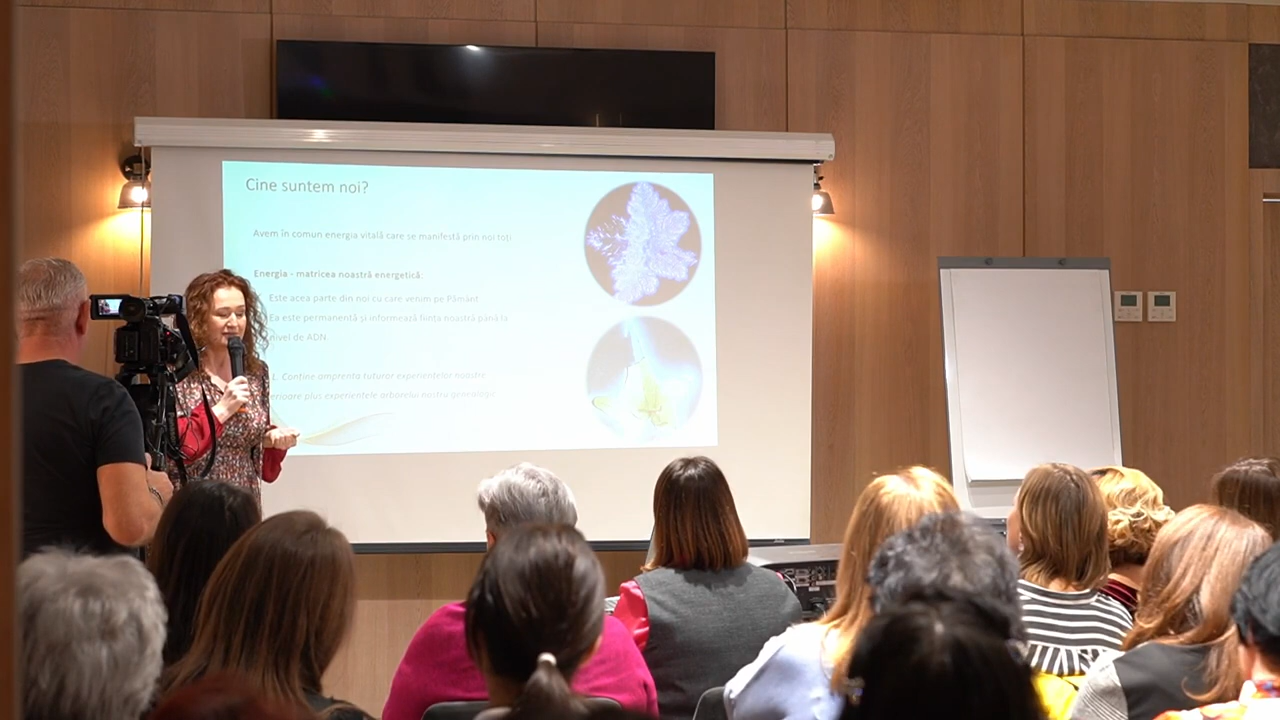 Cine suntem noi?
Avem în comun energia vitală care se manifestă prin noi toți
Energia - matricea noastră energetică:
Este acea parte din noi cu care venim pe Pământ
Ea este permanentă și informează ființa noastră până la
nivel de ADN
Conține amprenta tuturor experiențelor noastre
plus experiențele arborelui nostru genealogic